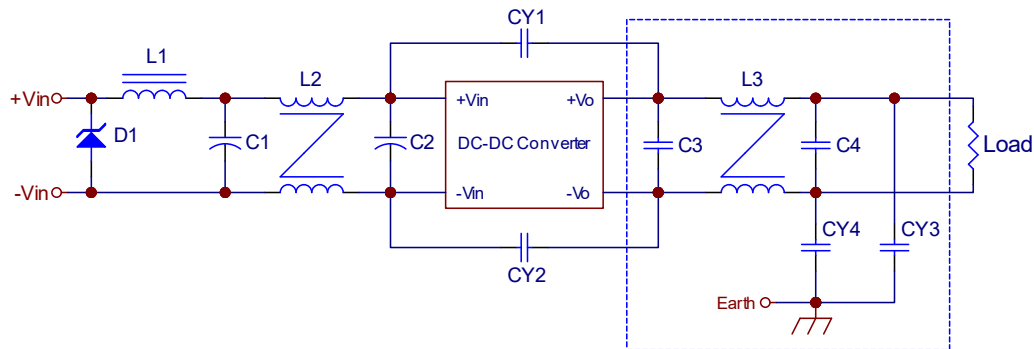 CY1
L1
L2
L3
+Vin
+Vin
+Vo
D1
C1
C2
DC-DC Converter
C3
C4
Load
-Vin
-Vin
-Vo
CY4
CY3
CY2
Earth